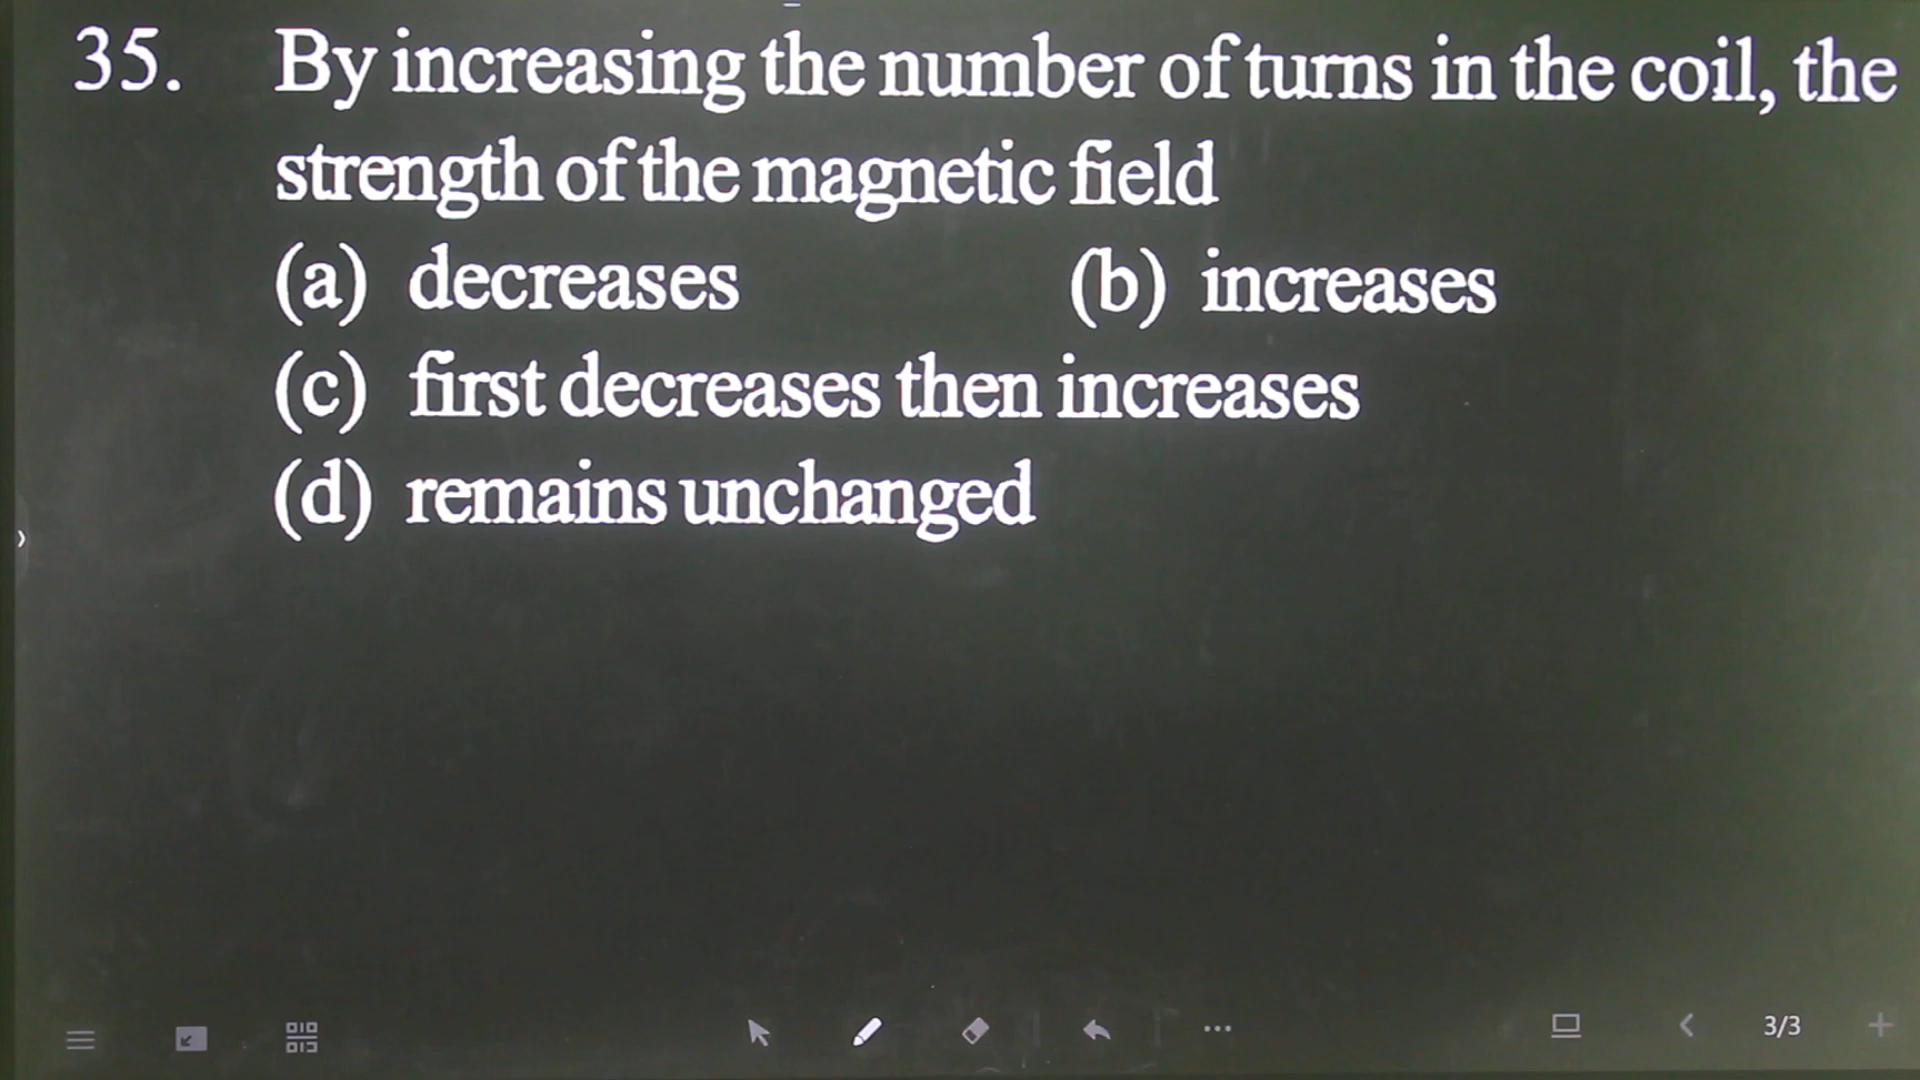 35. By increasing the number of turns in the coil, the
strength of the magnetic field
(a) decreases (b) increases
(c) first decreases then increases
(d) remains unchanged
3/3